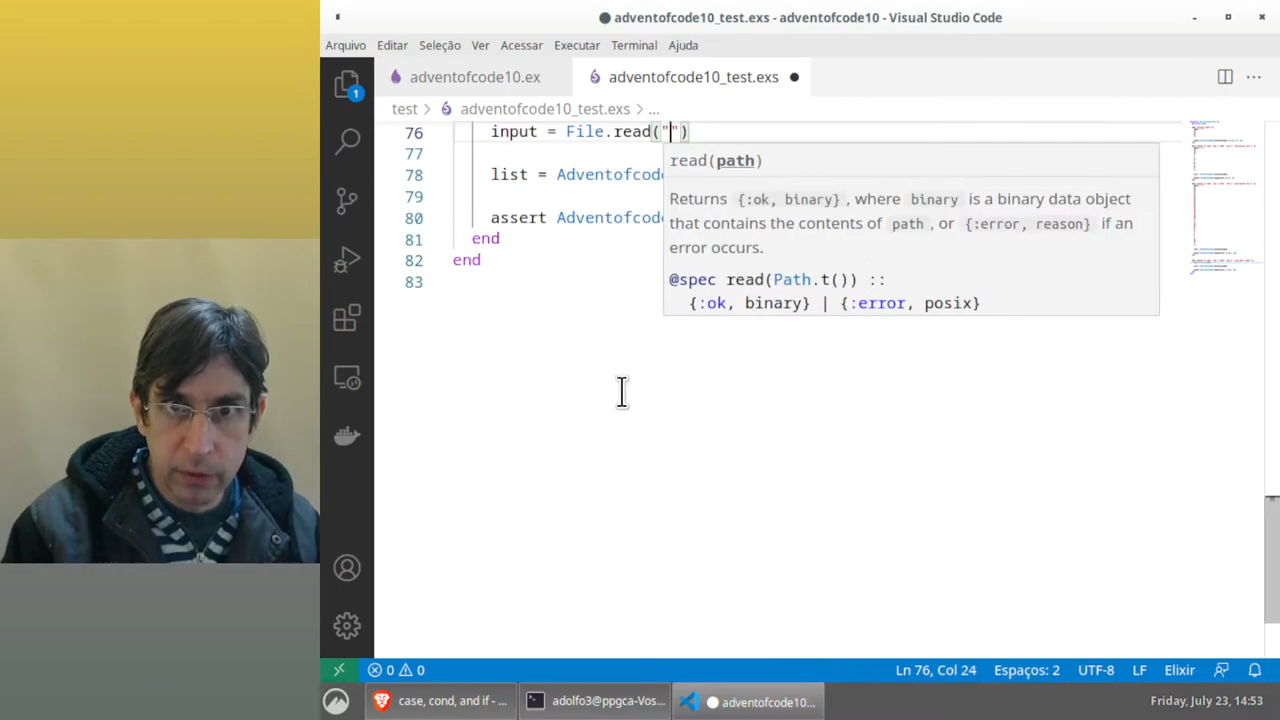 adventofcode10_test.exs - adventofcode10 - Visual Studio Code
Arquivo Editar Seleção Ver Acessar Executar Terminal Ajuda
adventofcode10.ex adventofcode10_test.exs
test > adventofcode10_test.exs > ...
76 input = File.read("")
77
78 list = Adventofcode
79
80 assert Adventofcode
81 end
82 end
83
read(path)
Returns {:ok, binary}, where binary is a binary data object
that contains the contents of path, or {:error, reason} if an
error occurs.
@spec read(Path.t()) ::
{:ok, binary} | {:error, posix}
1
0 0 Ln 76, Col 24 Espaços: 2 UTF-8 LF Elixir
case, cond, and if - ... adolfo3@ppgca-Vos... adventofcode10... Friday, July 23, 14:53